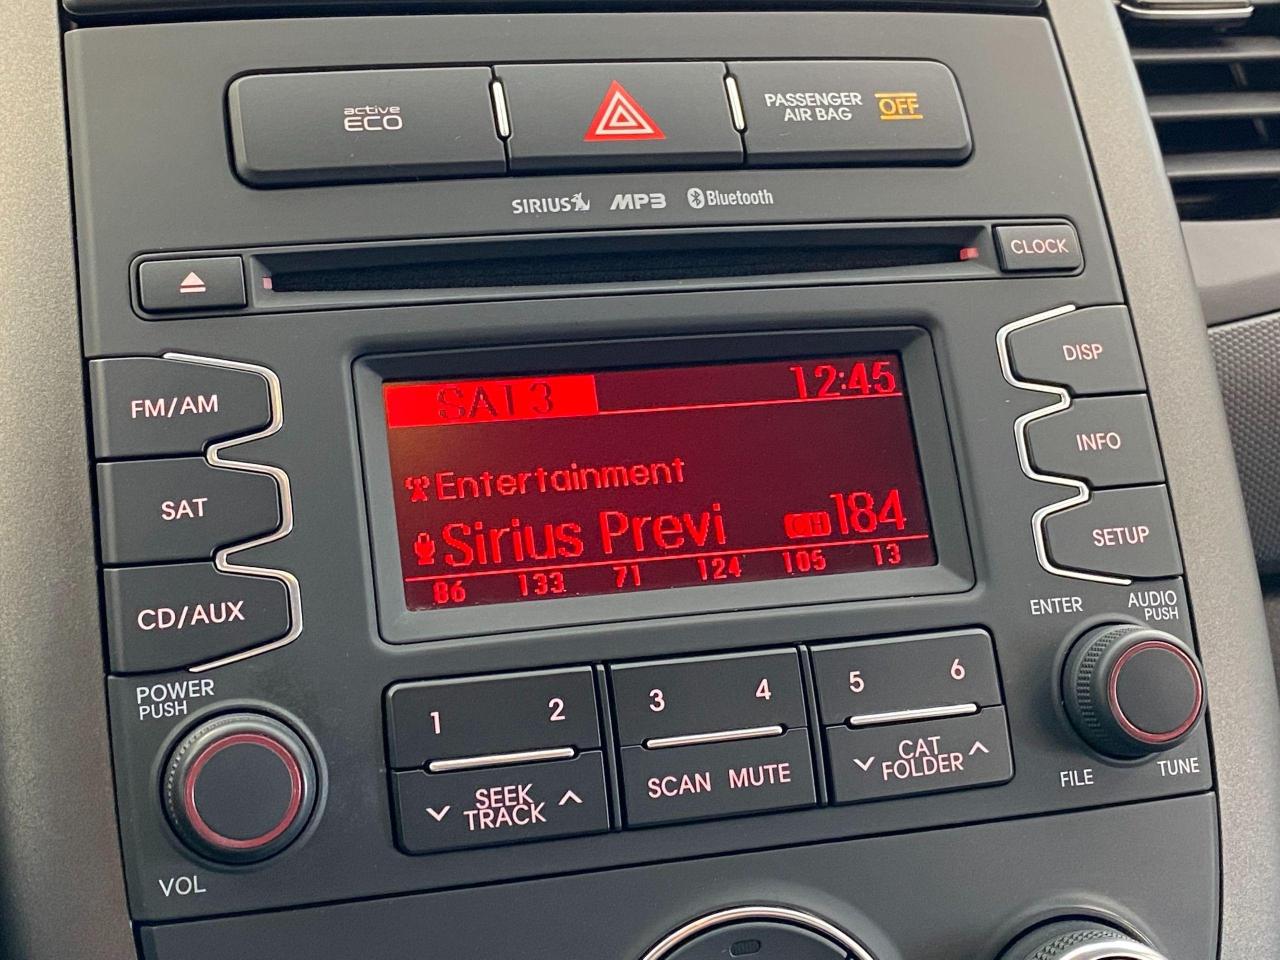 active
ECO
PASSENGER
AIR BAG
OFF
SIRIUS MP3 Bluetooth
CLOCK
FM/AM
SAT
CD/AUX
SAT3 12:45
Entertainment
Sirius Previ CH184
86 133 71 124 105 13
DISP
INFO
SETUP
POWER
PUSH
VOL
1 2
SEEK
TRACK
3 4
SCAN MUTE
5 6
CAT
FOLDER
ENTER
AUDIO
PUSH
FILE
TUNE